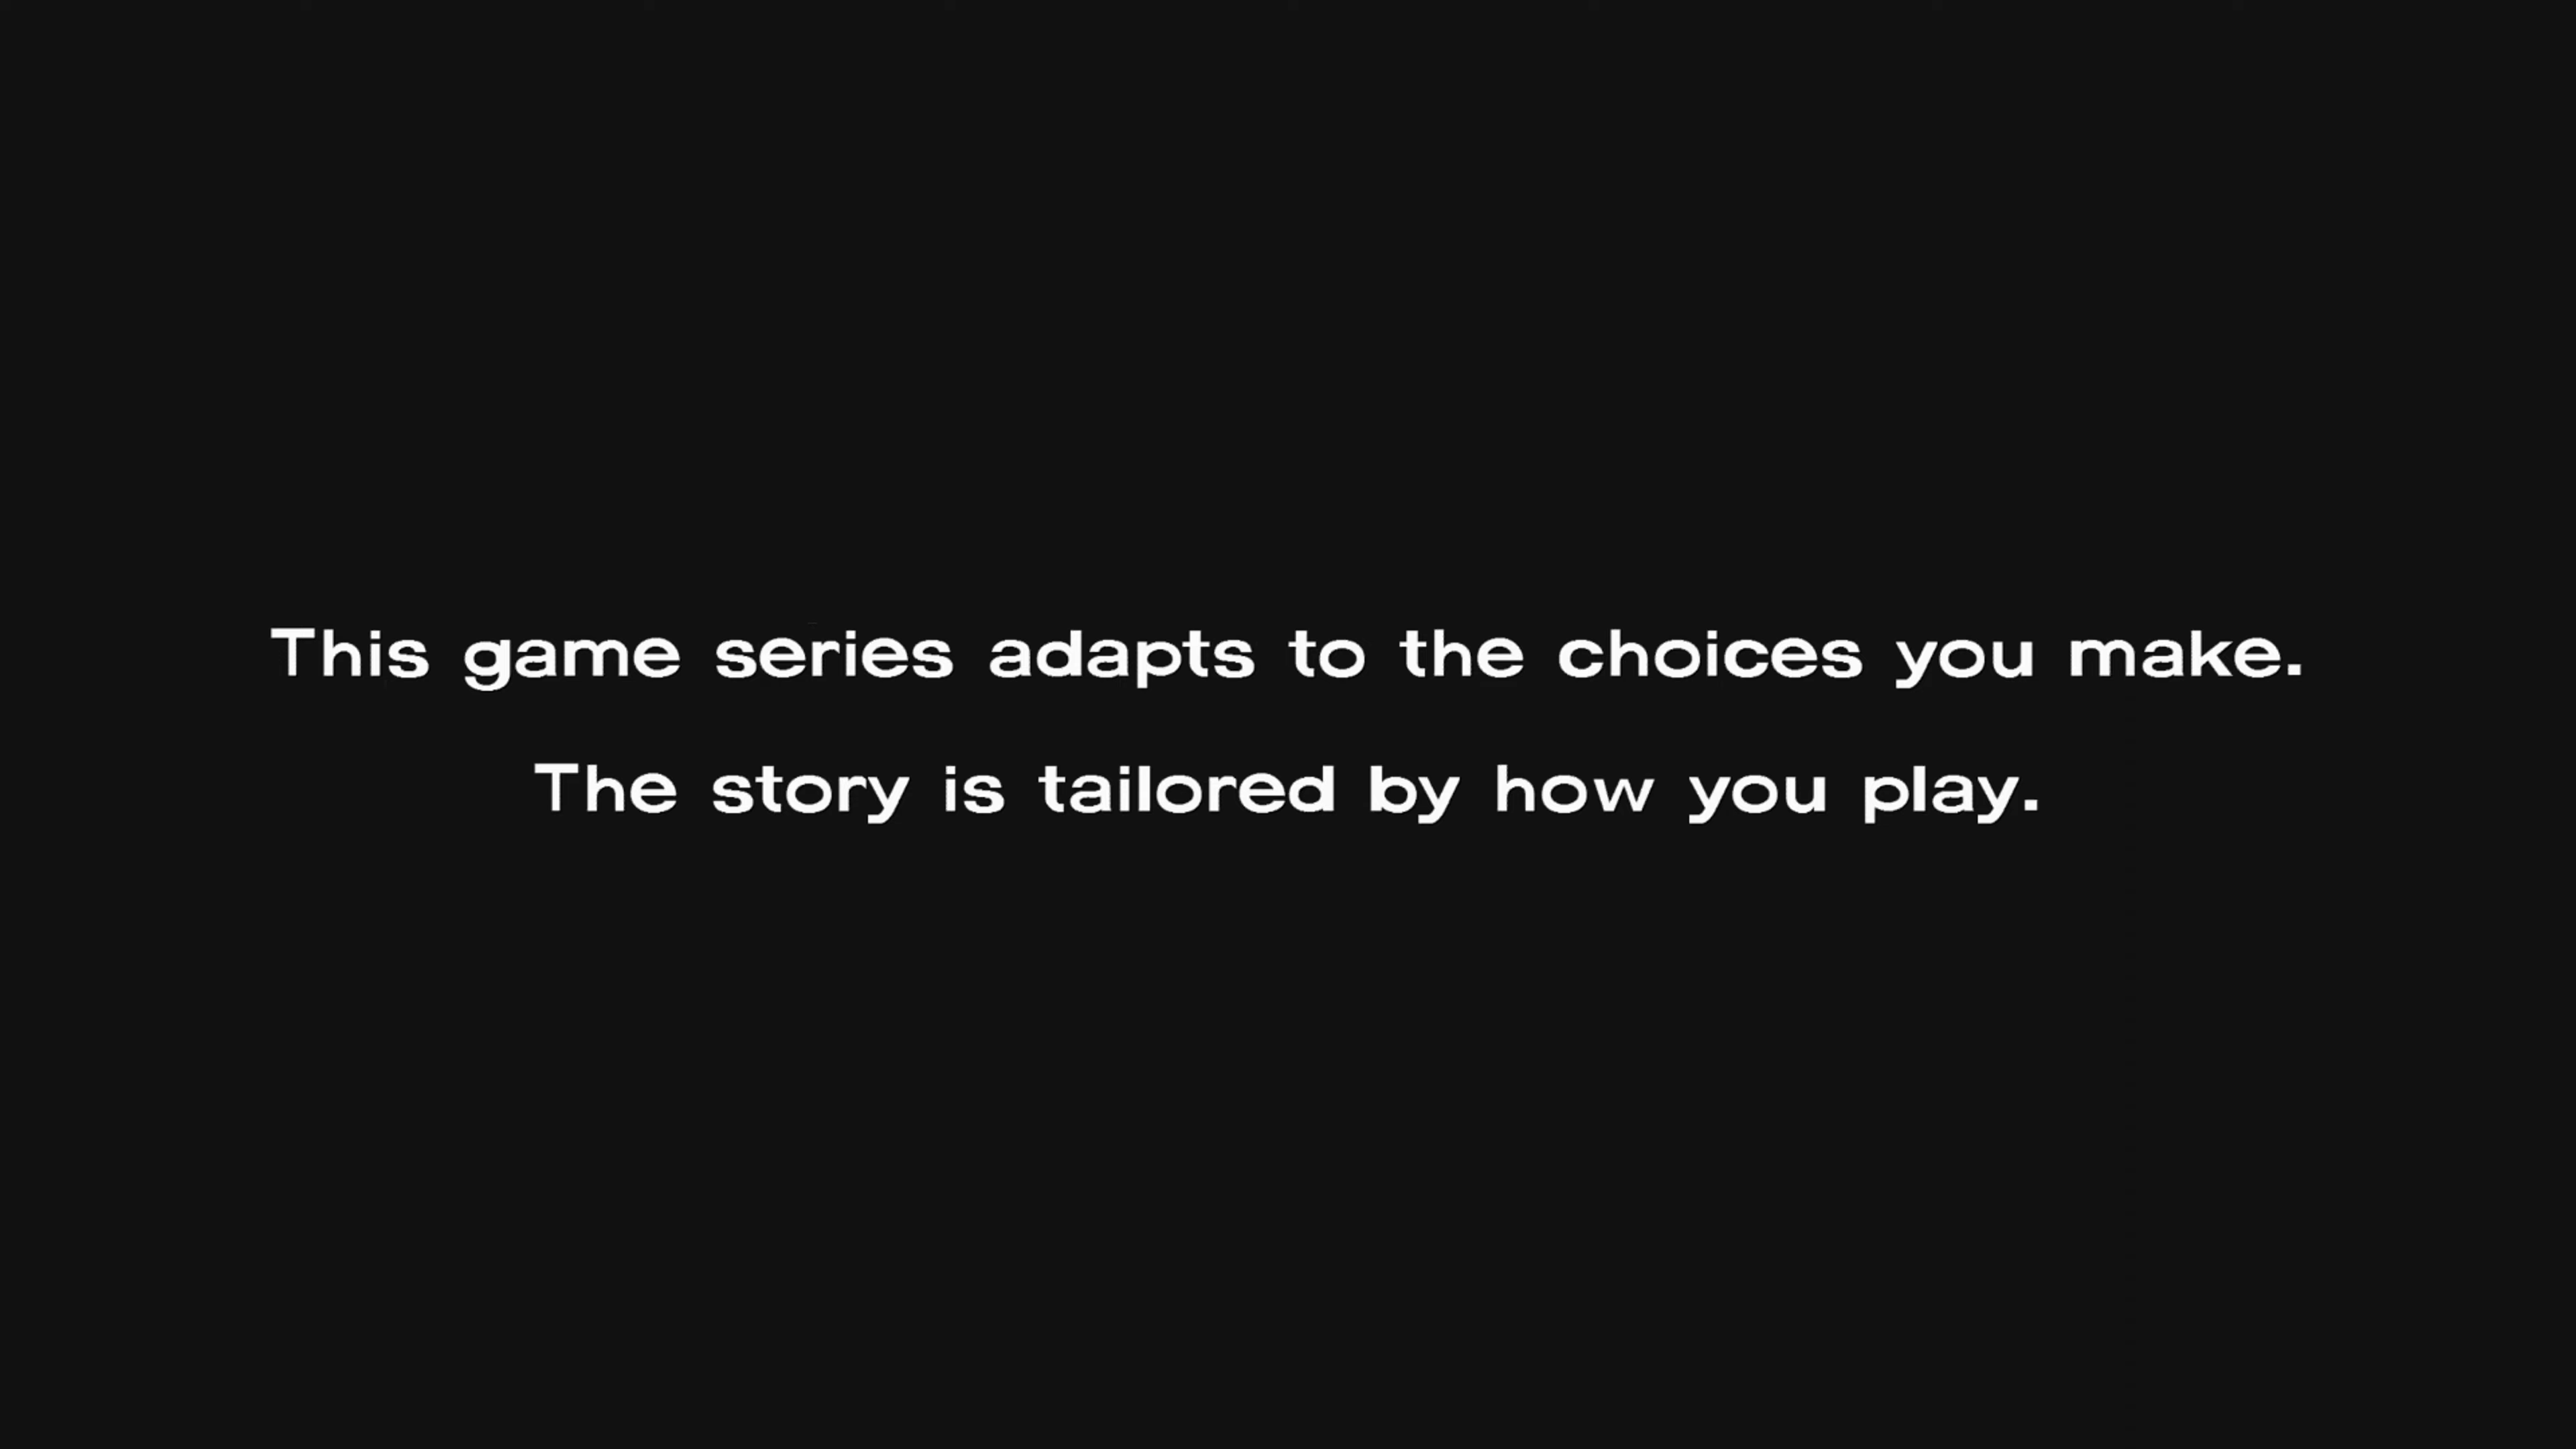 This game series adapts to the choices you make.
The story is tailored by how you play.